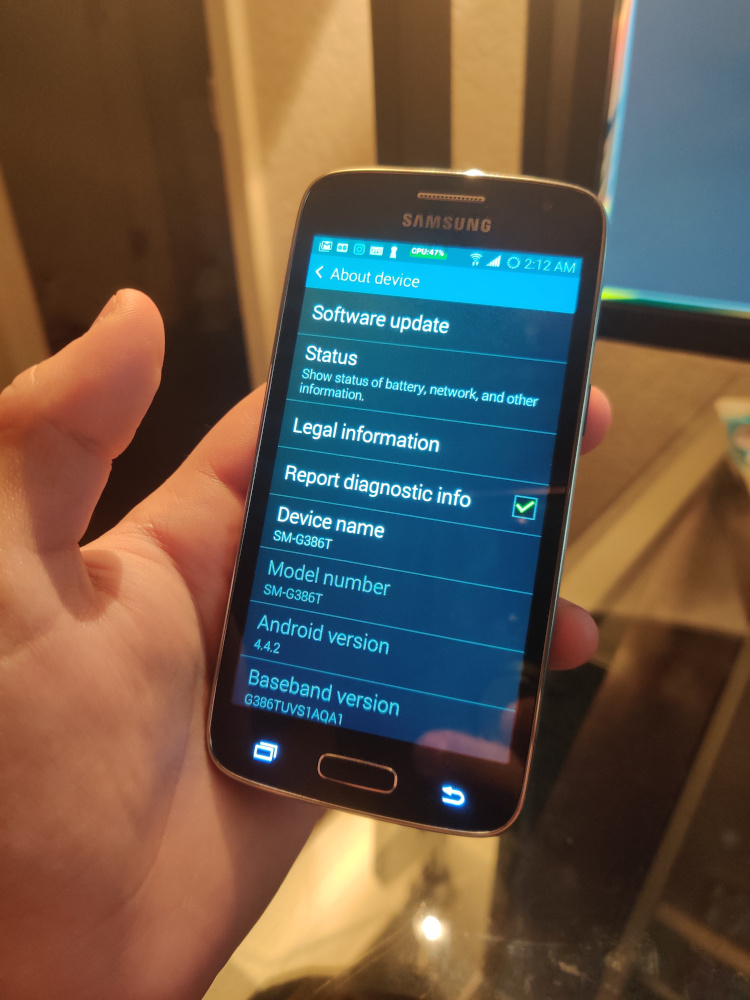 SAMSUNG
CPU:47% 2:12 AM
About device
Software update
Status
Show status of battery, network, and other
information.
Legal information
Report diagnostic info
Device name
SM-G386T
Model number
SM-G386T
Android version
4.4.2
Baseband version
G386TUVS1AQA1